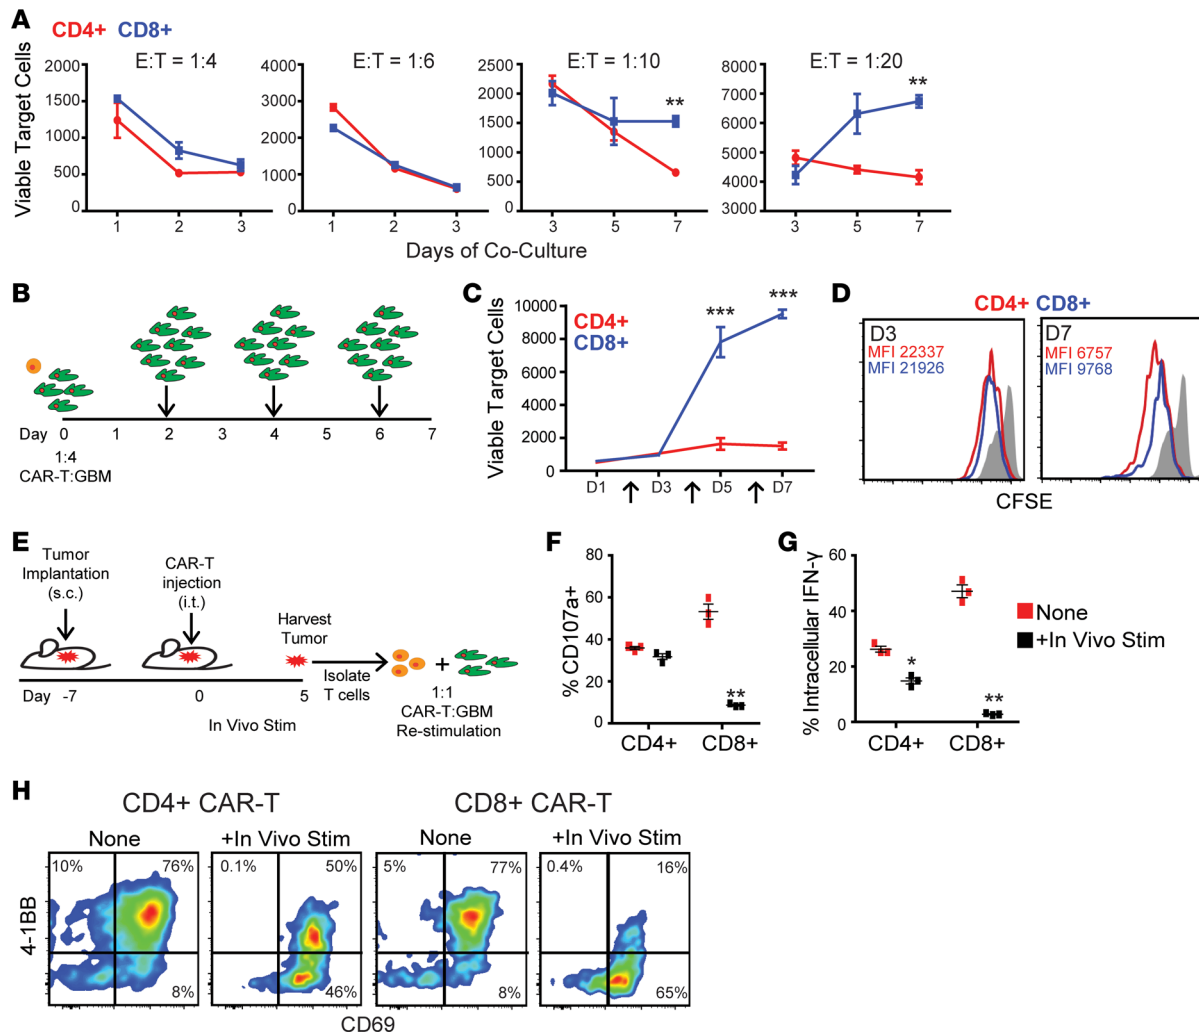 A
CD4+ CD8+
E:T = 1:4
E:T = 1:6
E:T = 1:10
E:T = 1:20
Viable Target Cells
2000
1500
1000
500
0
1 2 3
4000
3000
2000
1000
0
1 2 3
2500
2000
1500
1000
500
0
**
3 5 7
8000
7000
6000
5000
4000
3000
**
3 5 7
Days of Co-Culture
B
Day 0 1 2 3 4 5 6 7
1:4
CAR-T:GBM
C
Viable Target Cells
10000
8000
6000
4000
2000
0
CD4+
CD8+
***
***
D1 D3 D5 D7
D
CD4+ CD8+
D3
MFI 22337
MFI 21926
D7
MFI 6757
MFI 9768
CFSE
E
Tumor
Implantation
(s.c.)
CAR-T
injection
(i.t.)
Harvest
Tumor
Isolate
T cells
+
1:1
CAR-T:GBM
Re-stimulation
Day -7 0 5
In Vivo Stim
F
% CD107a+
80
60
40
20
0
**
CD4+ CD8+
G
% Intracellular IFN-γ
60
40
20
0
*
**
CD4+ CD8+
None
+In Vivo Stim
H
CD4+ CAR-T
CD8+ CAR-T
None
+In Vivo Stim
None
+In Vivo Stim
10% 76%
8%
0.1% 50%
46%
5% 77%
8%
0.4% 16%
65%
4-1BB
CD69